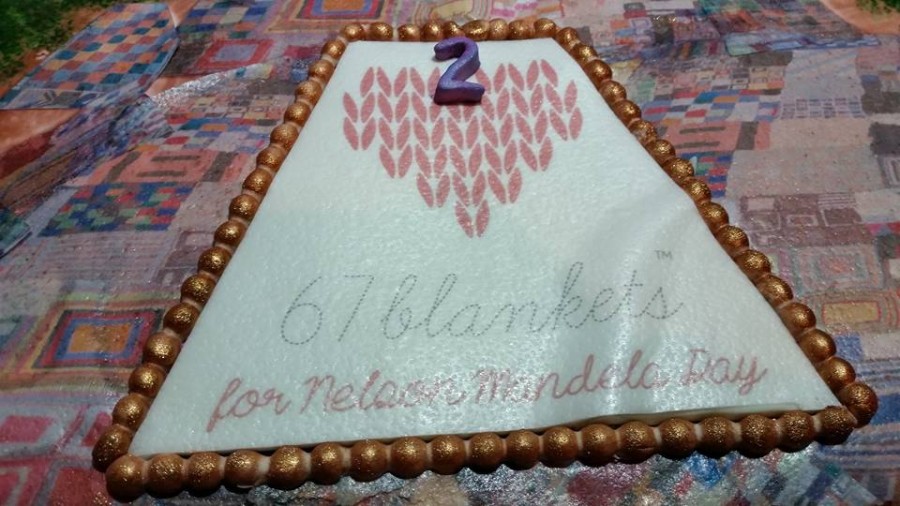 2
67 blankets™
for Nelson Mandela Day